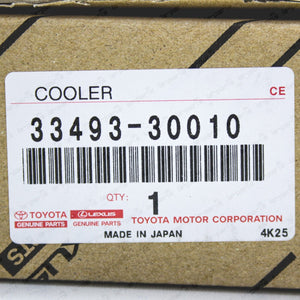 COOLER
CE
33493-30010
QTY: 1
TOYOTA GENUINE PARTS
LEXUS GENUINE PARTS
TOYOTA MOTOR CORPORATION
MADE IN JAPAN
4K25